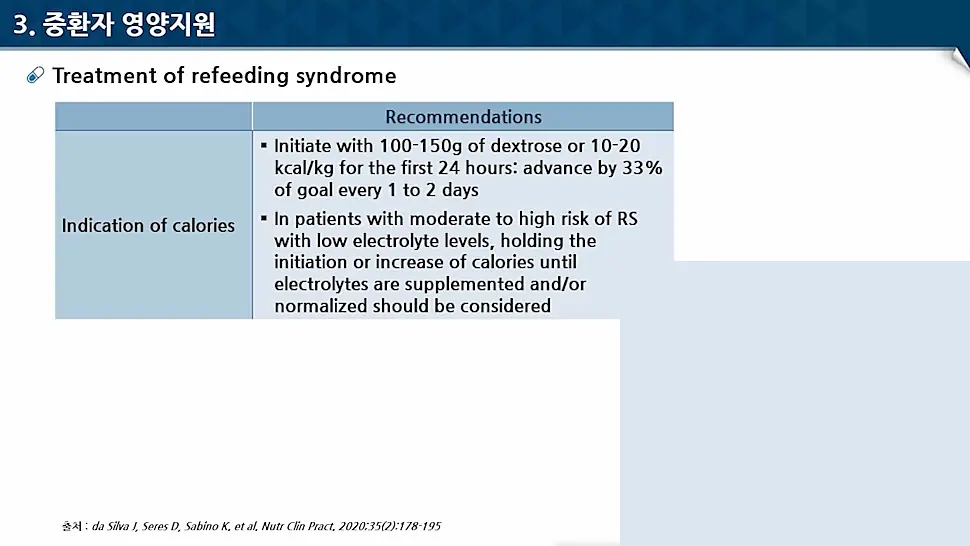 3. 중환자 영양지원
Treatment of refeeding syndrome
Recommendations
Indication of calories
▪ Initiate with 100-150g of dextrose or 10-20
kcal/kg for the first 24 hours: advance by 33%
of goal every 1 to 2 days
▪ In patients with moderate to high risk of RS
with low electrolyte levels, holding the
initiation or increase of calories until
electrolytes are supplemented and/or
normalized should be considered
출처 : da Silva J, Seres D, Sabino K, et al, Nutr Clin Pract, 2020:35(2):178-195